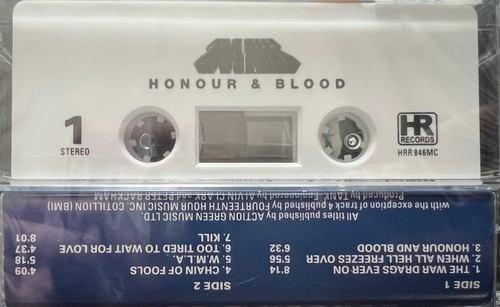 TANK
HONOUR & BLOOD
1
STEREO
HR
RECORDS
HRR 846MC
SIDE 1
1. THE WAR DRAGS EVER ON 8'14
2. WHEN ALL HELL FREEZES OVER 5'56
3. HONOUR AND BLOOD 6'32
SIDE 2
4. CHAIN OF FOOLS 4'09
5. W.M.L.A. 5'18
6. TOO TIRED TO WAIT FOR LOVE 4'37
7. KILL 8'01
All titles published by ACTION GREEN MUSIC LTD.
with the exception of track 4 published by FOURTEENTH HOUR MUSIC INC. COTILLION (BMI)
Produced by TANK - Engineered by ALVIN CLARK and PETER RACKHAM